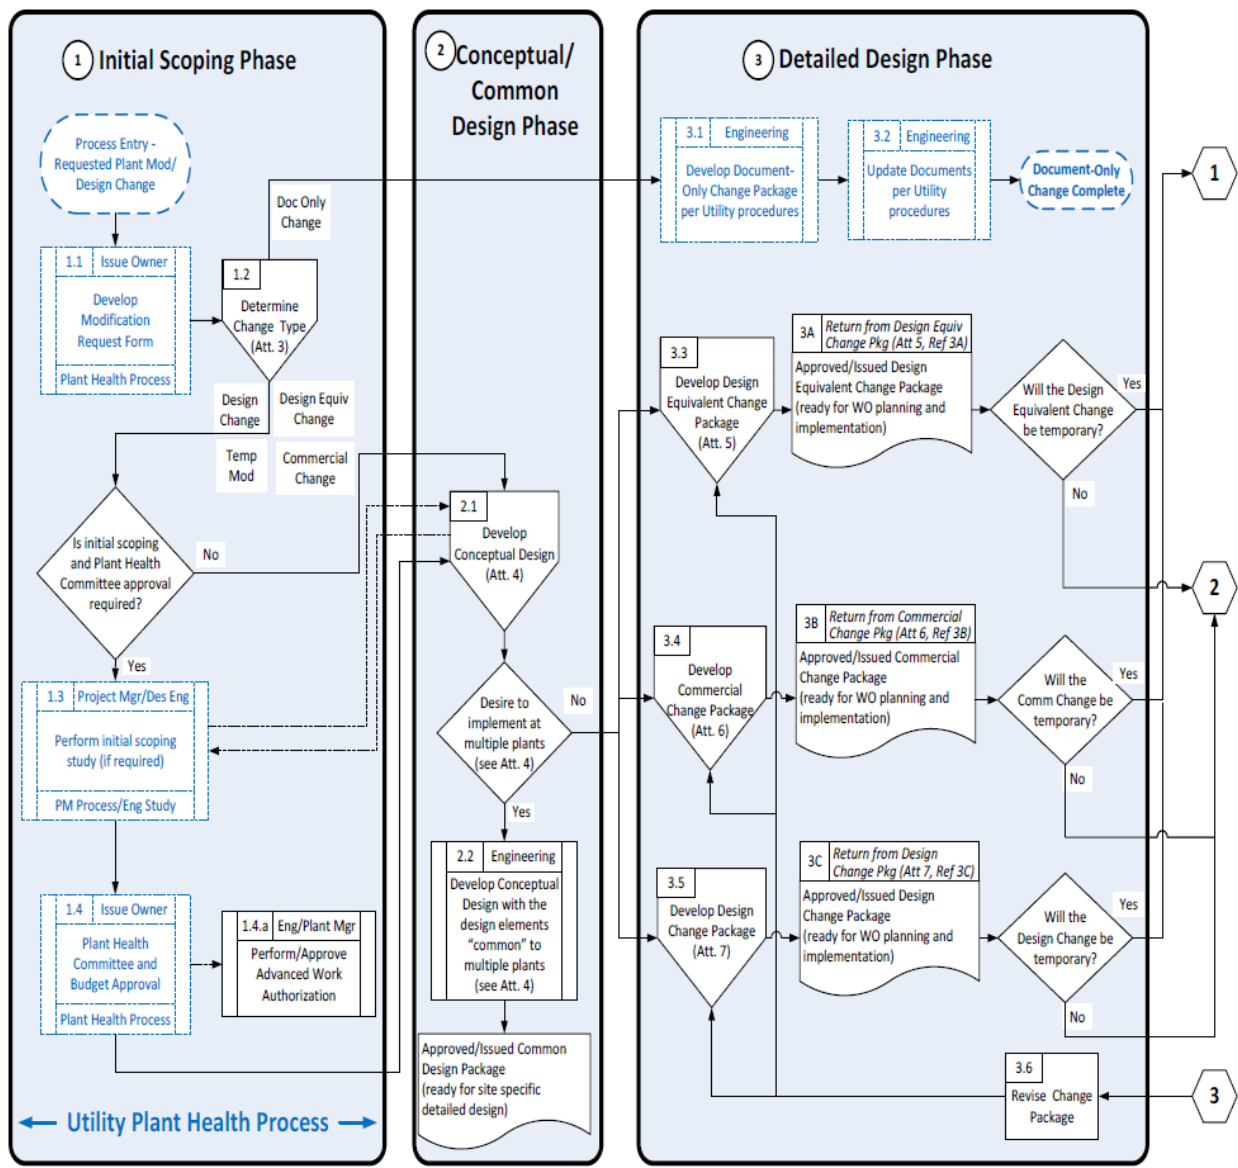 1 Initial Scoping Phase
Process Entry -
Requested Plant Mod/
Design Change
1.1 Issue Owner
Develop
Modification
Request Form
Plant Health Process
1.2
Determine
Change Type
(Att. 3)
Doc Only
Change
Design
Change
Design Equiv
Change
Temp
Mod
Commercial
Change
Is initial scoping
and Plant Health
Committee approval
required?
No
Yes
1.3 Project Mgr/Des Eng
Perform initial scoping
study (if required)
PM Process/Eng Study
1.4 Issue Owner
Plant Health
Committee and
Budget Approval
Plant Health Process
1.4.a Eng/Plant Mgr
Perform/Approve
Advanced Work
Authorization
Utility Plant Health Process
2 Conceptual/
Common
Design Phase
2.1
Develop
Conceptual Design
(Att. 4)
Desire to
implement at
multiple plants
(see Att. 4)
No
Yes
2.2 Engineering
Develop Conceptual
Design with the
design elements
“common” to
multiple plants
(see Att. 4)
Approved/Issued Common
Design Package
(ready for site specific
detailed design)
3 Detailed Design Phase
3.1 Engineering
Develop Document-
Only Change Package
per Utility procedures
3.2 Engineering
Update Documents
per Utility
procedures
Document-Only
Change Complete
1
3.3
Develop Design
Equivalent Change
Package
(Att. 5)
3A Return from Design Equiv
Change Pkg (Att 5, Ref 3A)
Approved/Issued Design
Equivalent Change Package
(ready for WO planning and
implementation)
Will the Design
Equivalent Change
be temporary?
Yes
No
2
3.4
Develop
Commercial
Change Package
(Att. 6)
3B Return from Commercial
Change Pkg (Att 6, Ref 3B)
Approved/Issued Commercial
Change Package
(ready for WO planning and
implementation)
Will the
Comm Change be
temporary?
Yes
No
3.5
Develop Design
Change Package
(Att. 7)
3C Return from Design
Change Pkg (Att 7, Ref 3C)
Approved/Issued Design
Change Package
(ready for WO planning and
implementation)
Will the
Design Change be
temporary?
Yes
No
3.6
Revise Change
Package
3